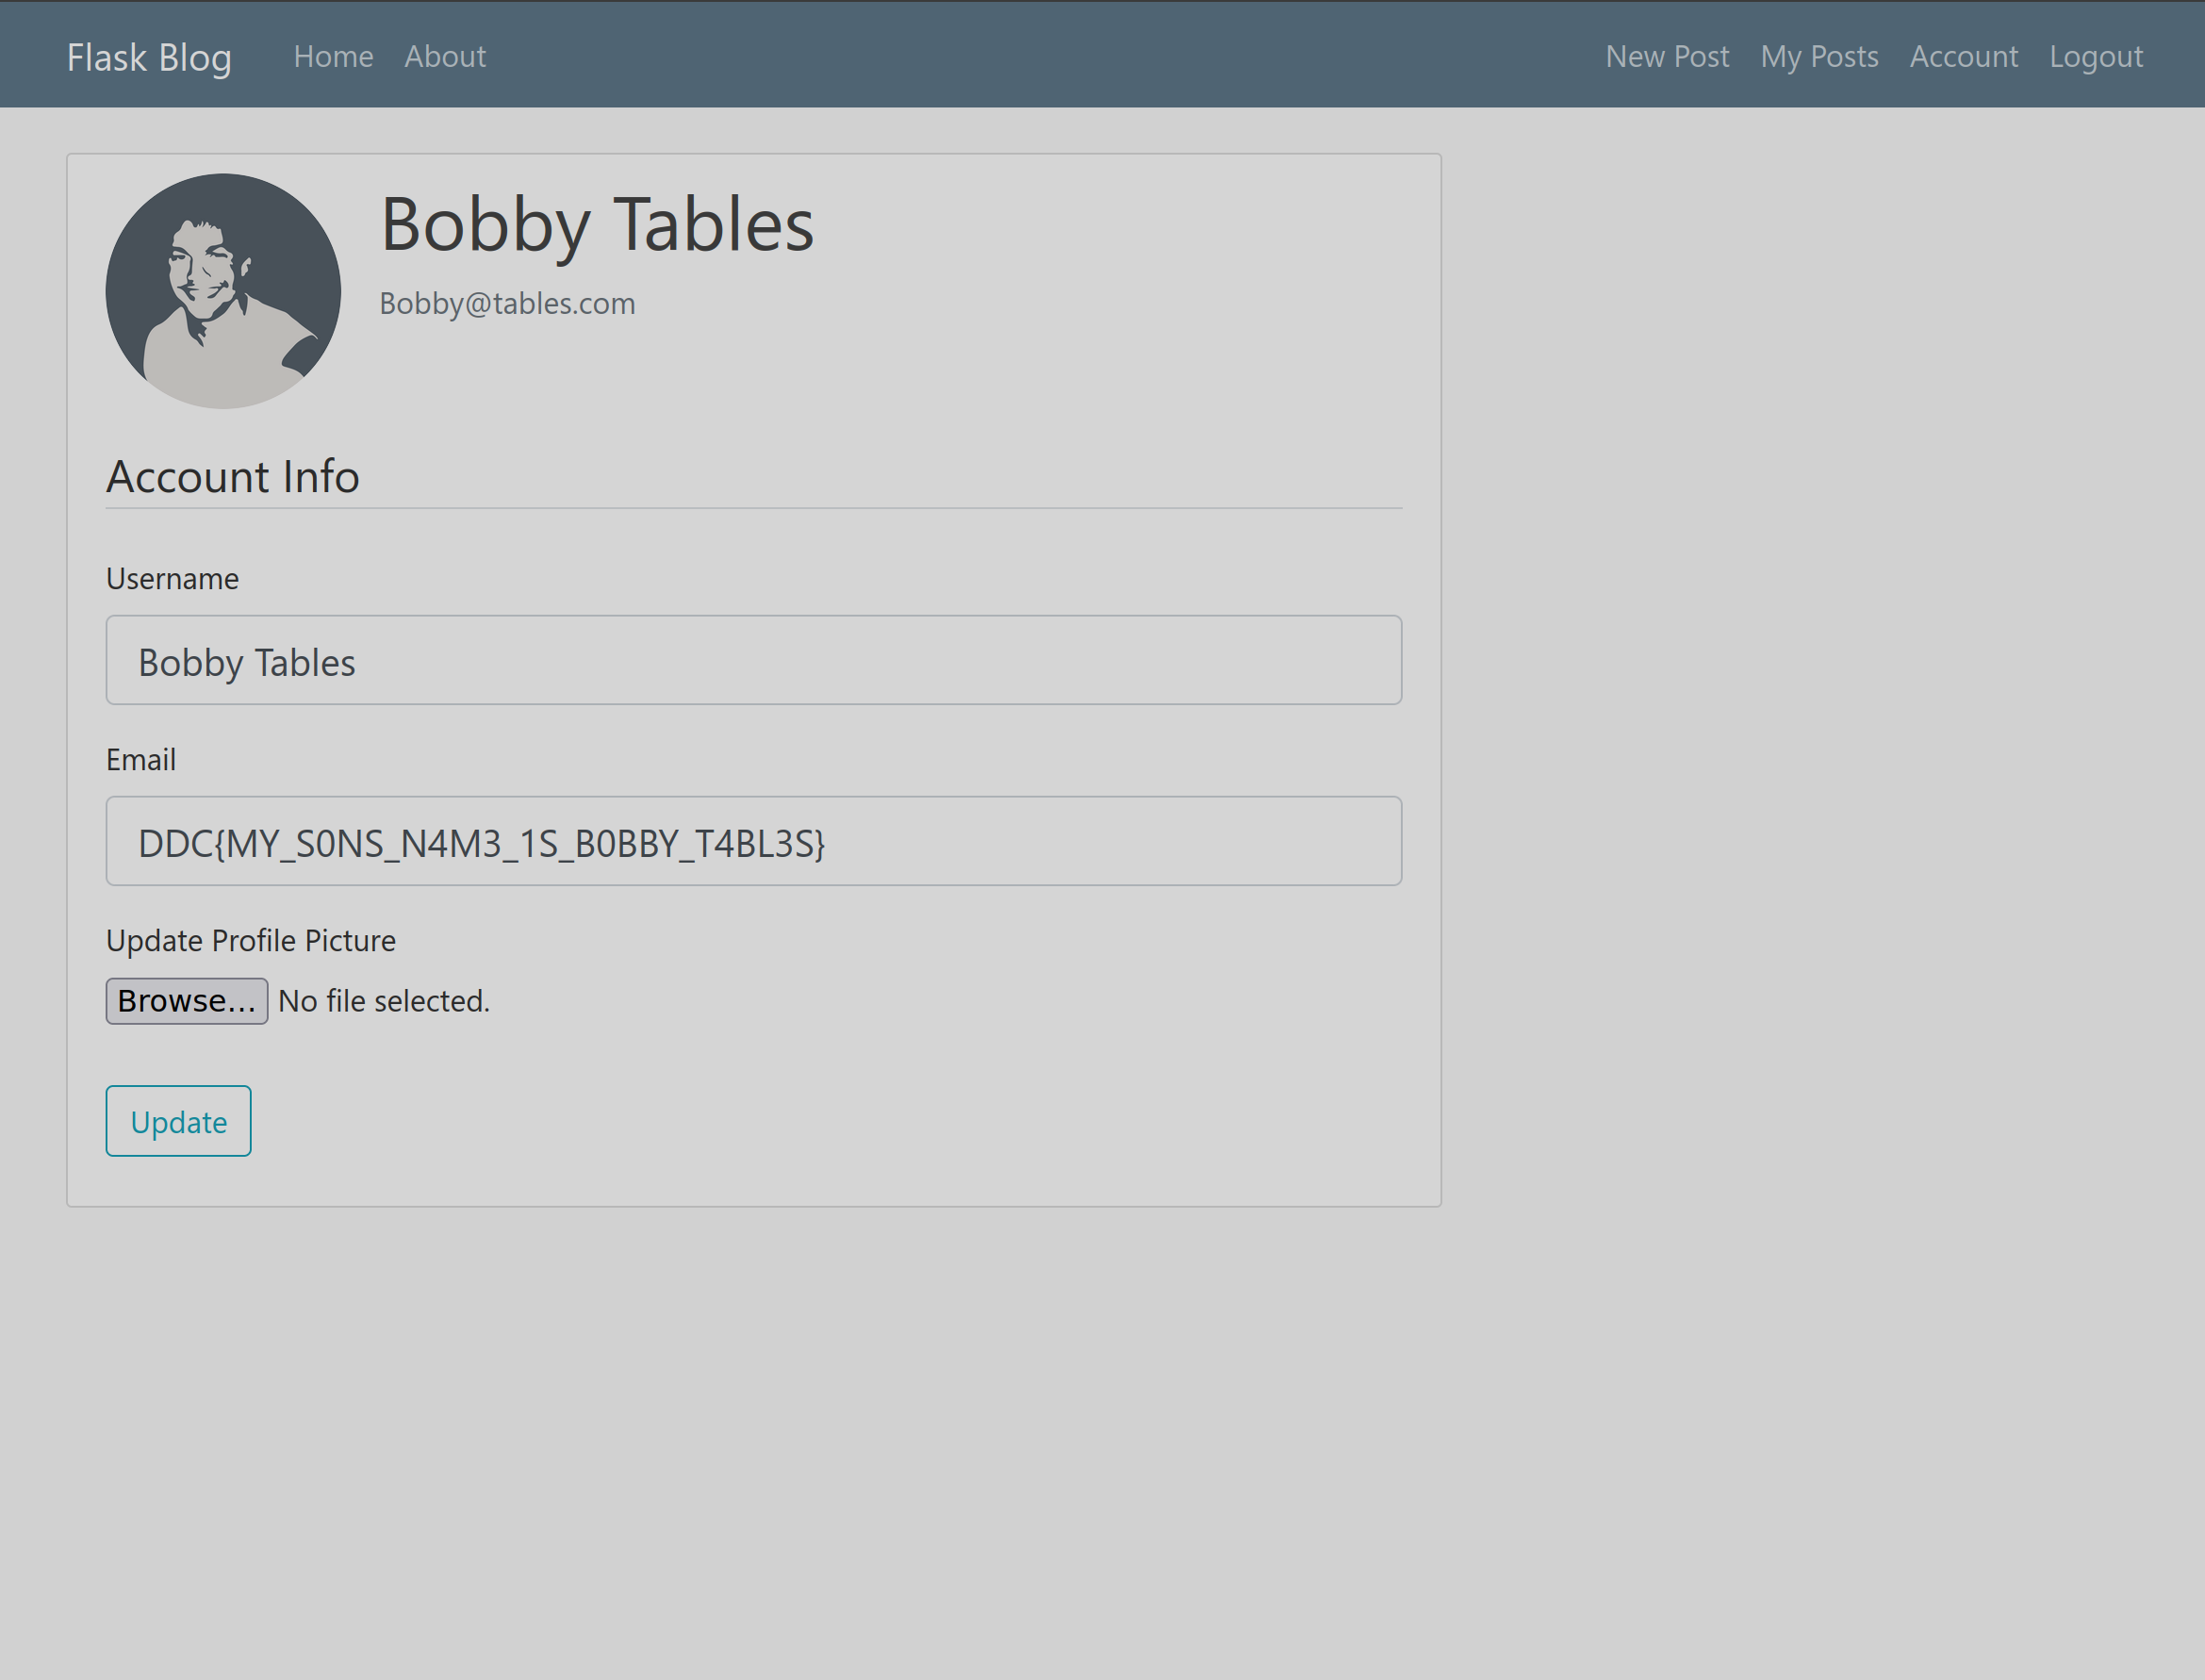 Flask Blog Home About New Post My Posts Account Logout
Bobby Tables
Bobby@tables.com
Account Info
Username
Bobby Tables
Email
DDC{MY_S0NS_N4M3_1S_B0BBY_T4BL3S}
Update Profile Picture
Browse... No file selected.
Update